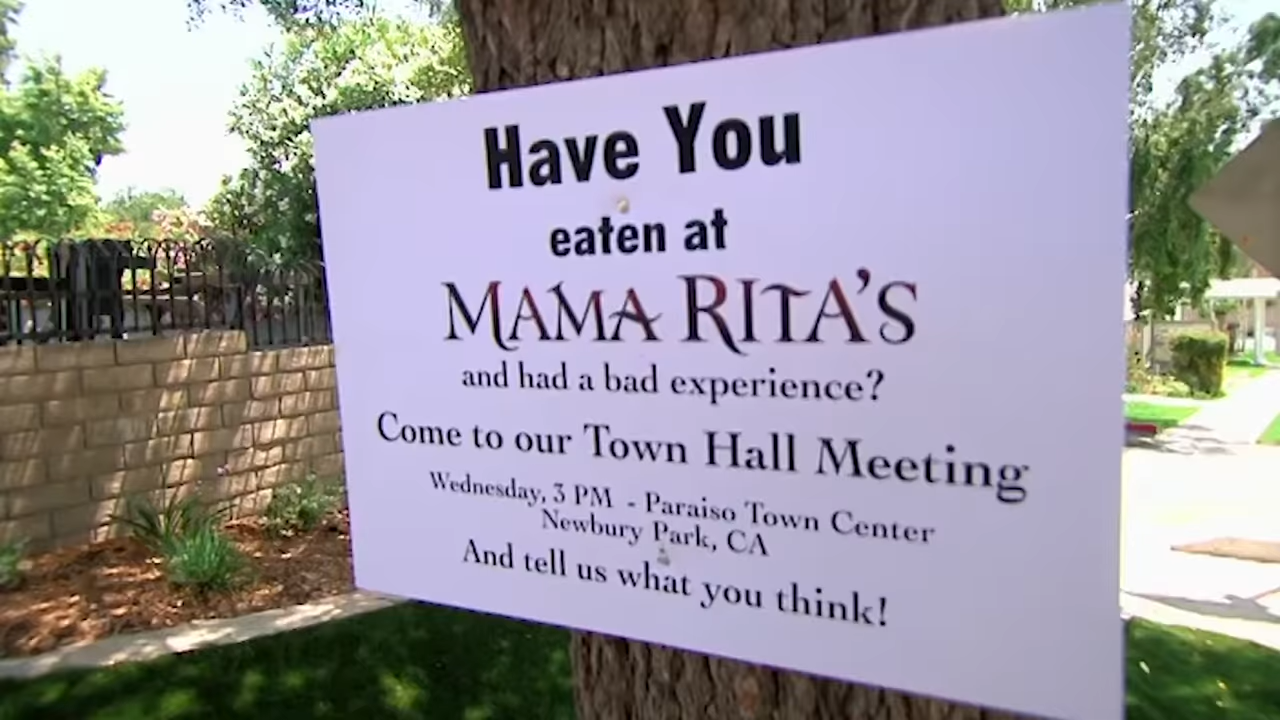 Have You
eaten at
MAMA RITA'S
and had a bad experience?
Come to our Town Hall Meeting
Wednesday, 3 PM - Paraiso Town Center
Newbury Park, CA
And tell us what you think!